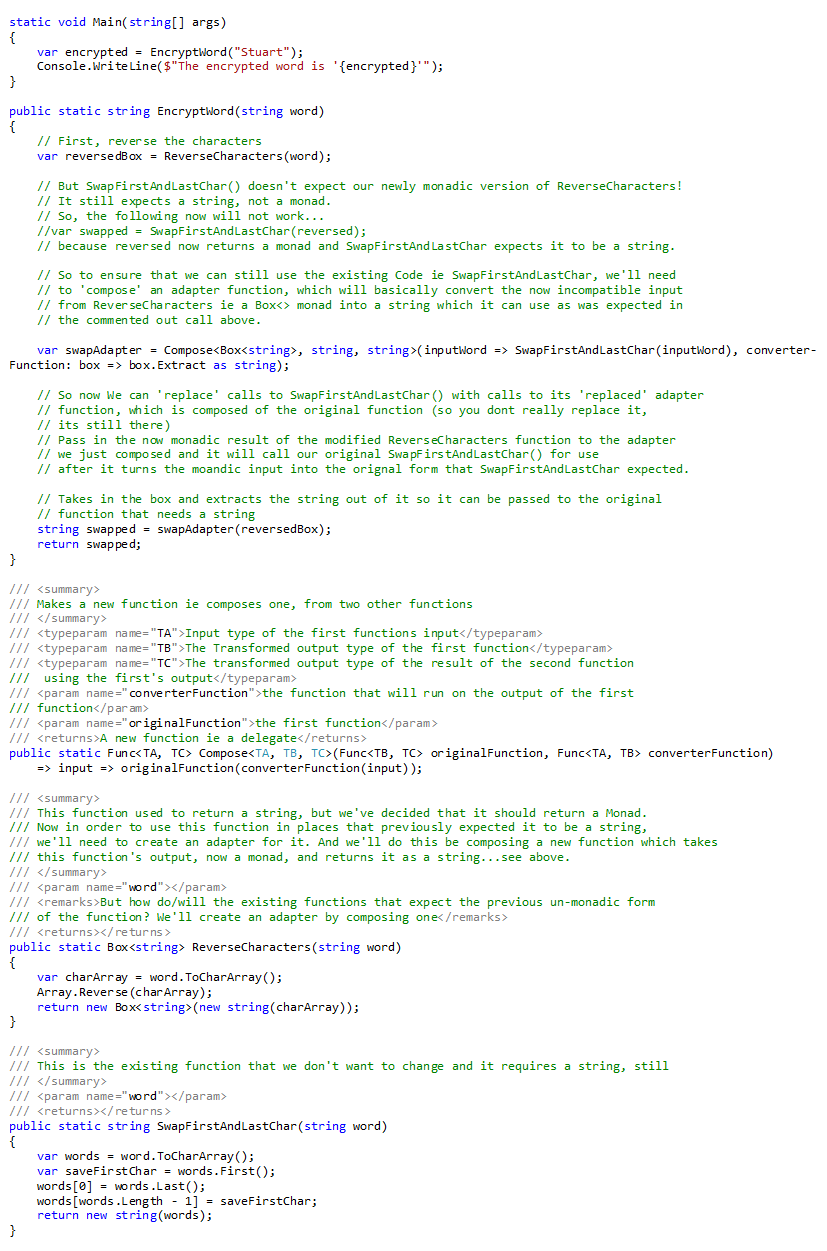 static void Main(string[] args)
{
    var encrypted = EncryptWord("Stuart");
    Console.WriteLine($"The encrypted word is '{encrypted}'");
}

public static string EncryptWord(string word)
{
    // First, reverse the characters
    var reversedBox = ReverseCharacters(word);

    // But SwapFirstAndLastChar() doesn't expect our newly monadic version of ReverseCharacters!
    // It still expects a string, not a monad.
    // So, the following now will not work...
    //var swapped = SwapFirstAndLastChar(reversed);
    // because reversed now returns a monad and SwapFirstAndLastChar expects it to be a string.

    // So to ensure that we can still use the existing Code ie SwapFirstAndLastChar, we'll need
    // to 'compose' an adapter function, which will basically convert the now incompatible input
    // from ReverseCharacters ie a Box<> monad into a string which it can use as was expected in
    // the commented out call above.

    var swapAdapter = Compose<Box<string>, string, string>(inputWord => SwapFirstAndLastChar(inputWord), converter-
Function: box => box.Extract as string);

    // So now We can 'replace' calls to SwapFirstAndLastChar() with calls to its 'replaced' adapter
    // function, which is composed of the original function (so you dont really replace it,
    // its still there)
    // Pass in the now monadic result of the modified ReverseCharacters function to the adapter
    // we just composed and it will call our original SwapFirstAndLastChar() for use
    // after it turns the moandic input into the orignal form that SwapFirstAndLastChar expected.

    // Takes in the box and extracts the string out of it so it can be passed to the original
    // function that needs a string
    string swapped = swapAdapter(reversedBox);
    return swapped;
}

/// <summary>
/// Makes a new function ie composes one, from two other functions
/// </summary>
/// <typeparam name="TA">Input type of the first functions input</typeparam>
/// <typeparam name="TB">The Transformed output type of the first function</typeparam>
/// <typeparam name="TC">The transformed output type of the result of the second function
///  using the first's output</typeparam>
/// <param name="converterFunction">the function that will run on the output of the first
/// function</param>
/// <param name="originalFunction">the first function</param>
/// <returns>A new function ie a delegate</returns>
public static Func<TA, TC> Compose<TA, TB, TC>(Func<TB, TC> originalFunction, Func<TA, TB> converterFunction)
    => input => originalFunction(converterFunction(input));

/// <summary>
/// This function used to return a string, but we've decided that it should return a Monad.
/// Now in order to use this function in places that previously expected it to be a string,
/// we'll need to create an adapter for it. And we'll do this be composing a new function which takes
/// this function's output, now a monad, and returns it as a string...see above.
/// </summary>
/// <param name="word"></param>
/// <remarks>But how do/will the existing functions that expect the previous un-monadic form
/// of the function? We'll create an adapter by composing one</remarks>
/// <returns></returns>
public static Box<string> ReverseCharacters(string word)
{
    var charArray = word.ToCharArray();
    Array.Reverse(charArray);
    return new Box<string>(new string(charArray));
}

/// <summary>
/// This is the existing function that we don't want to change and it requires a string, still
/// </summary>
/// <param name="word"></param>
/// <returns></returns>
public static string SwapFirstAndLastChar(string word)
{
    var words = word.ToCharArray();
    var saveFirstChar = words.First();
    words[0] = words.Last();
    words[words.Length - 1] = saveFirstChar;
    return new string(words);
}